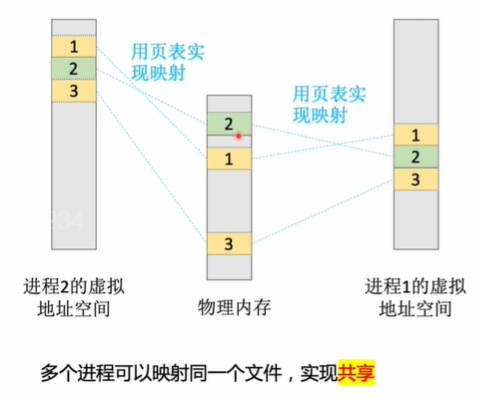 1
2
3
用页表实
现映射
2
1
3
用页表实
现映射
1
2
3
进程2的虚拟
地址空间
物理内存
进程1的虚拟
地址空间
多个进程可以映射同一个文件，实现共享